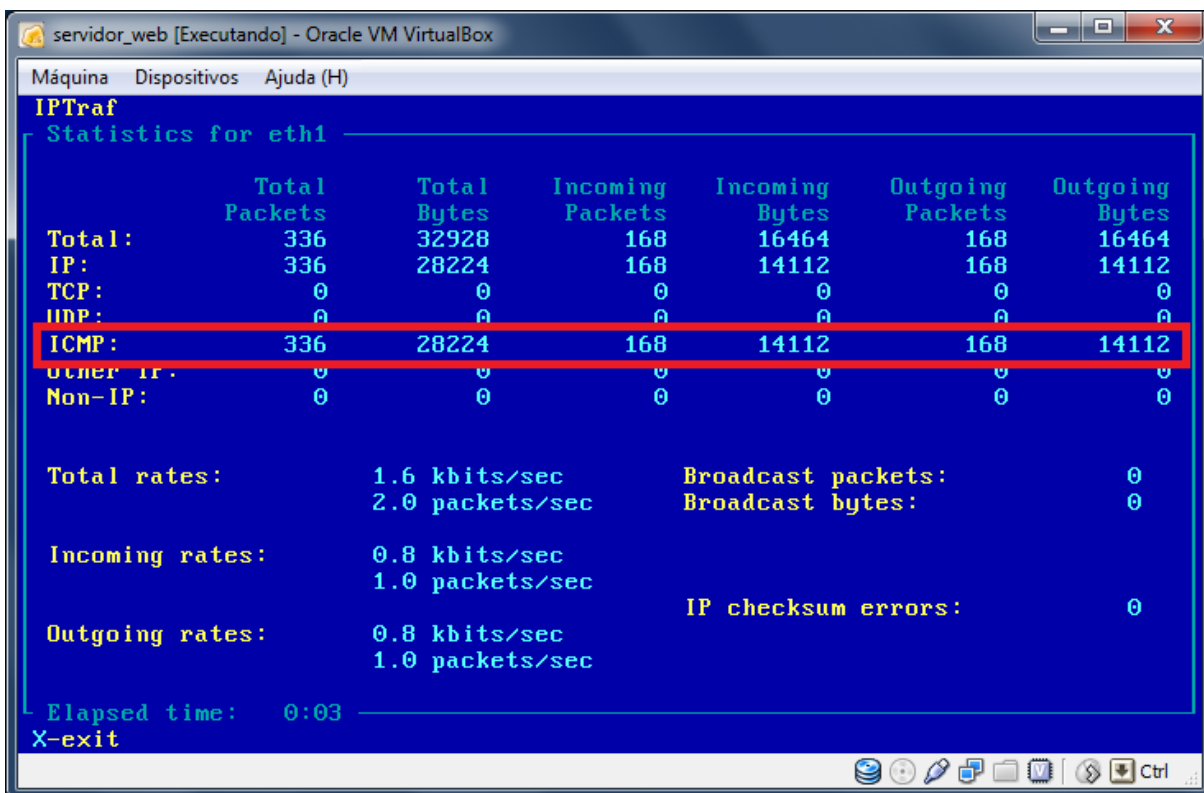 servidor_web [Executando] - Oracle VM VirtualBox
Máquina Dispositivos Ajuda (H)
IPTraf
Statistics for eth1
Total Total Incoming Incoming Outgoing Outgoing
Packets Bytes Packets Bytes Packets Bytes
Total: 336 32928 168 16464 168 16464
IP: 336 28224 168 14112 168 14112
TCP: 0 0 0 0 0 0
UDP: 0 0 0 0 0 0
ICMP: 336 28224 168 14112 168 14112
Other IP: 0 0 0 0 0 0
Non-IP: 0 0 0 0 0 0
Total rates: 1.6 kbits/sec Broadcast packets: 0
2.0 packets/sec Broadcast bytes: 0
Incoming rates: 0.8 kbits/sec
1.0 packets/sec
IP checksum errors: 0
Outgoing rates: 0.8 kbits/sec
1.0 packets/sec
Elapsed time: 0:03
X-exit
Ctrl